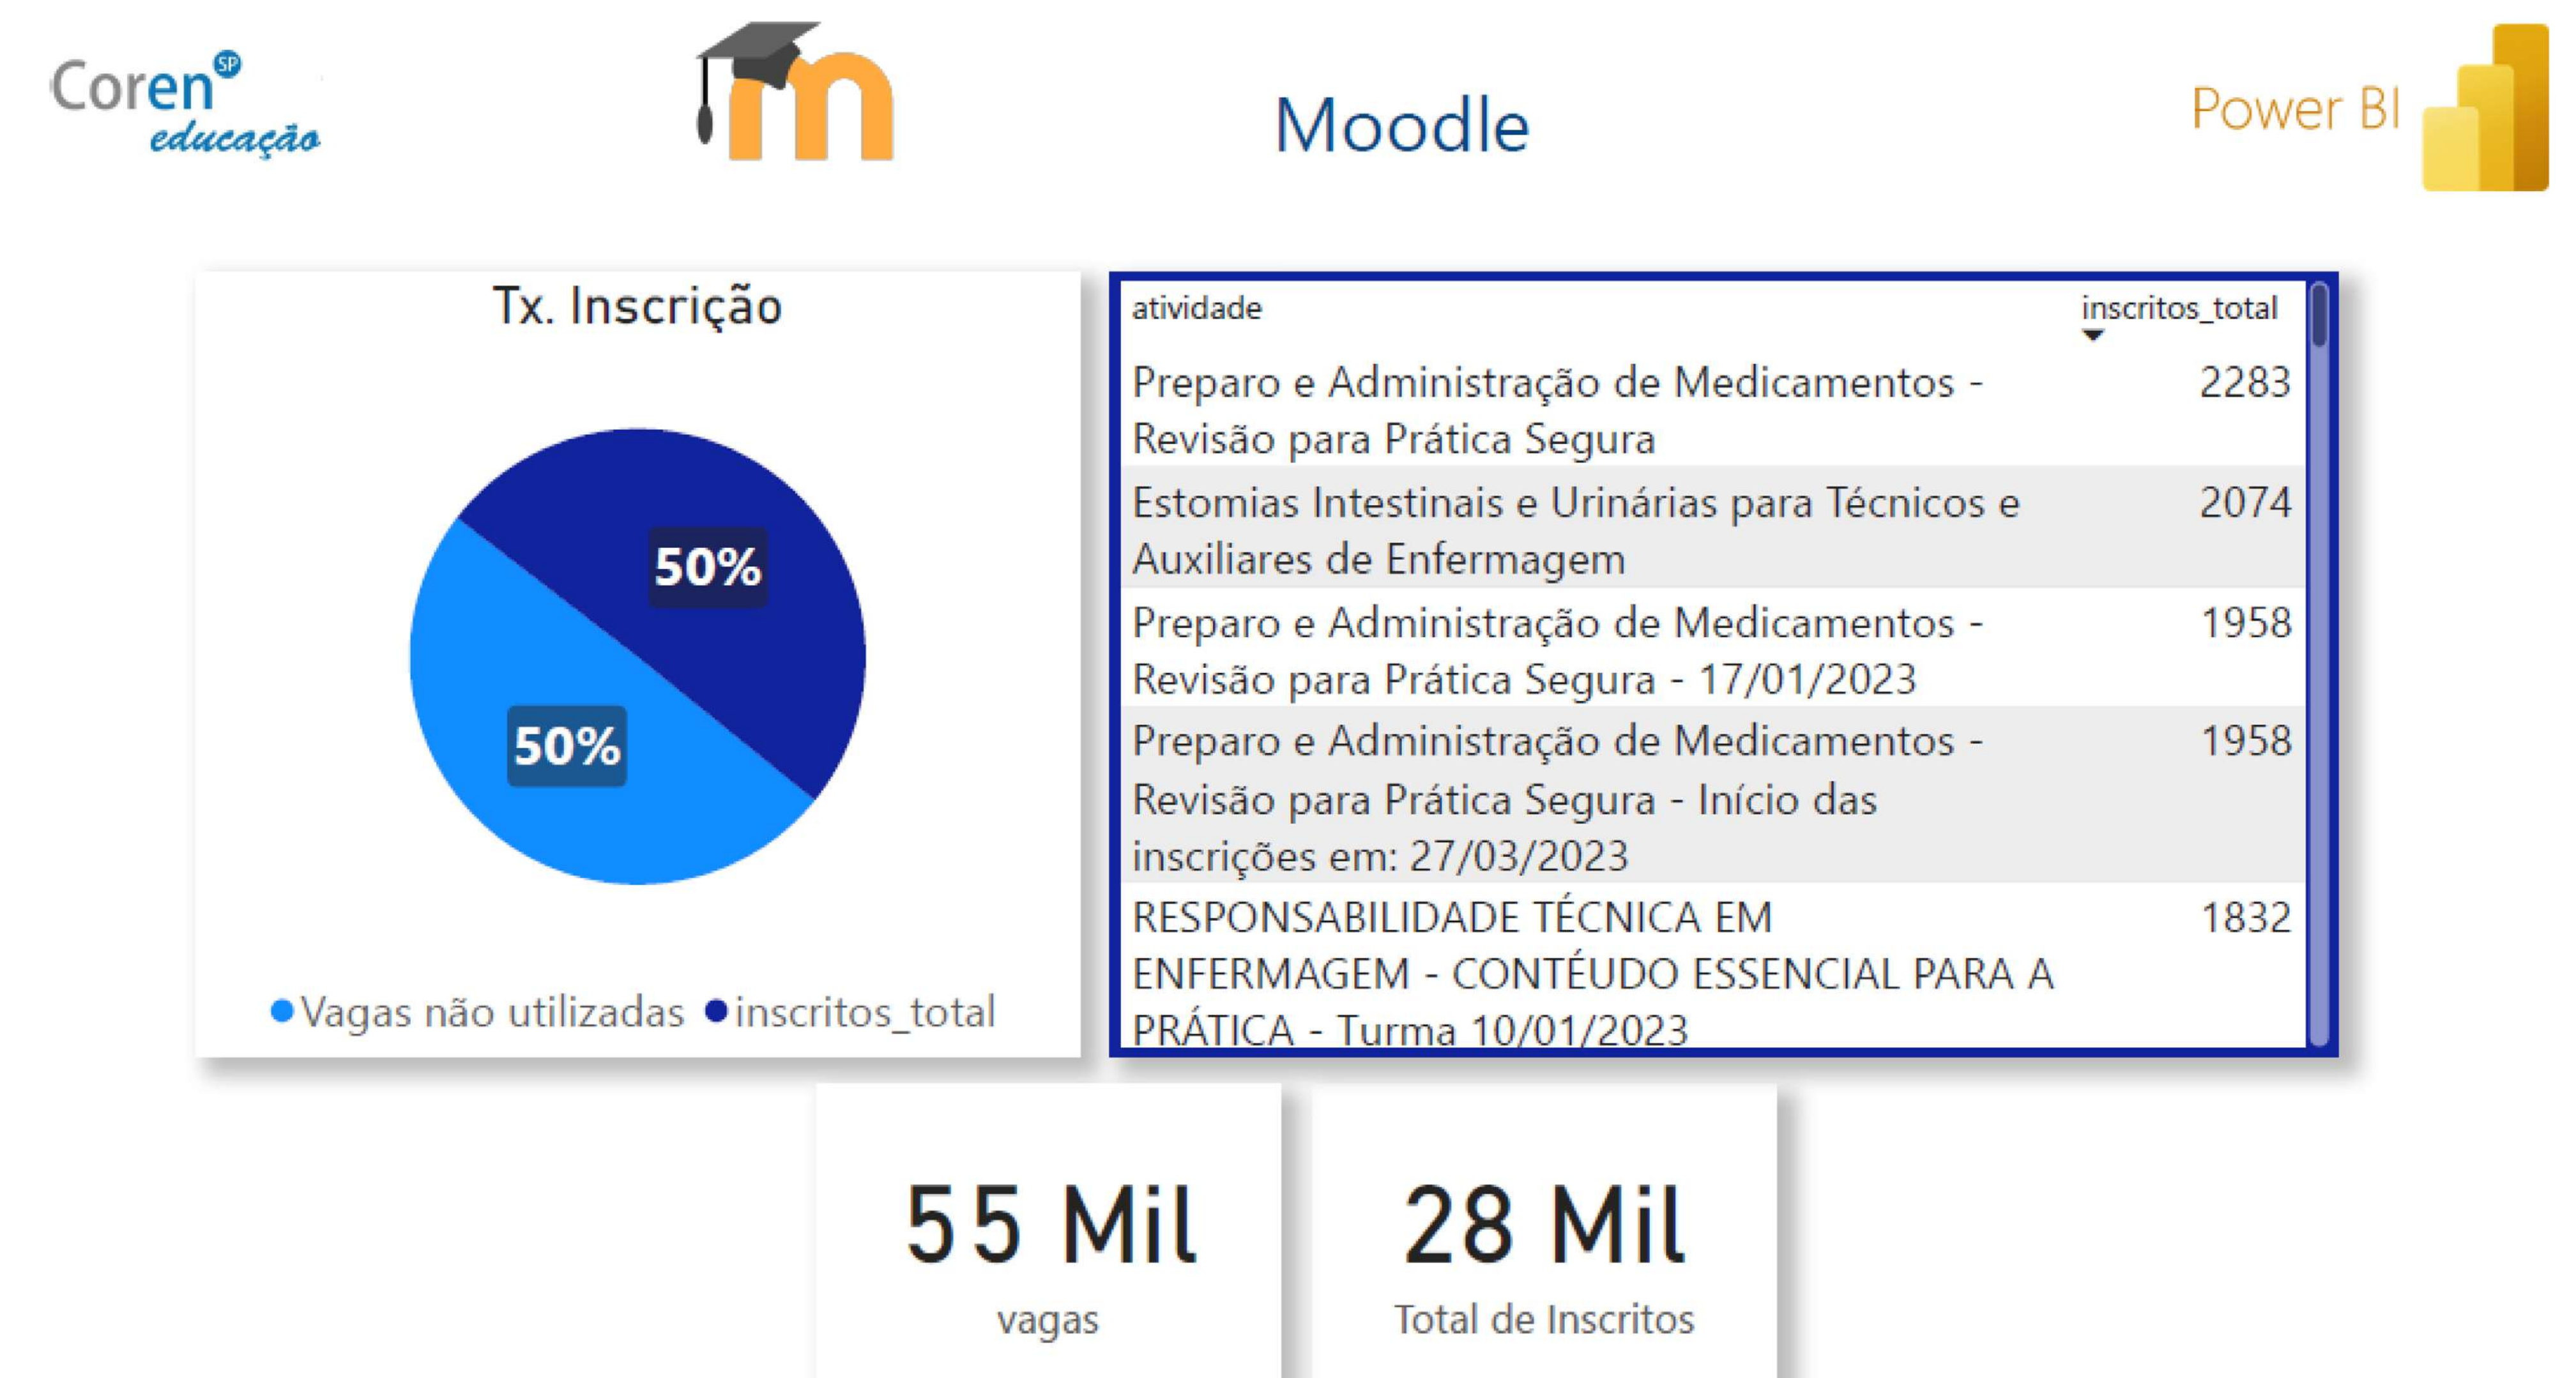 Coren SP
educação
m
Moodle
Power BI
Tx. Inscrição
50%
50%
Vagas não utilizadas inscritos_total
atividade inscritos_total
Preparo e Administração de Medicamentos - 2283
Revisão para Prática Segura
Estomias Intestinais e Urinárias para Técnicos e 2074
Auxiliares de Enfermagem
Preparo e Administração de Medicamentos - 1958
Revisão para Prática Segura - 17/01/2023
Preparo e Administração de Medicamentos - 1958
Revisão para Prática Segura - Início das
inscrições em: 27/03/2023
RESPONSABILIDADE TÉCNICA EM 1832
ENFERMAGEM - CONTÉUDO ESSENCIAL PARA A
PRÁTICA - Turma 10/01/2023
55 Mil
vagas
28 Mil
Total de Inscritos